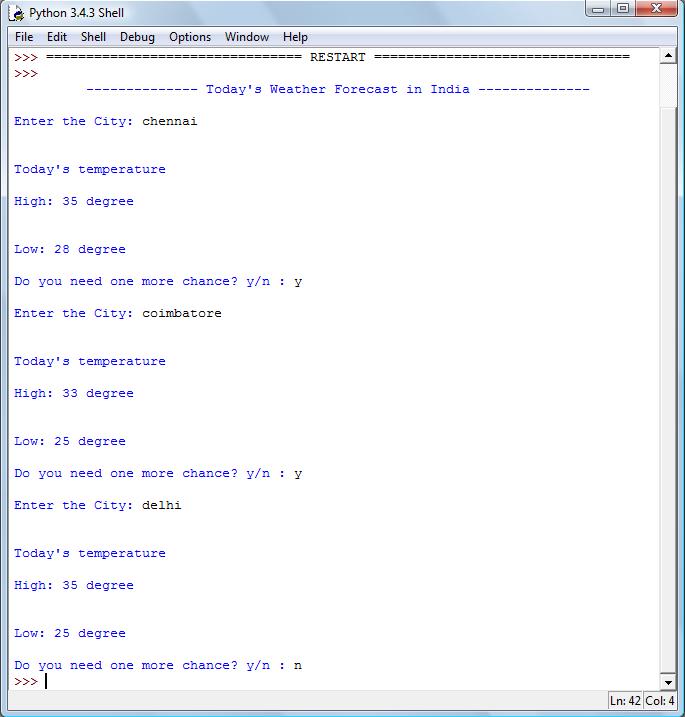 Python 3.4.3 Shell
File Edit Shell Debug Options Window Help
>>> ================================ RESTART ================================
>>>
-------------- Today's Weather Forecast in India --------------
Enter the City: chennai
Today's temperature
High: 35 degree
Low: 28 degree
Do you need one more chance? y/n : y
Enter the City: coimbatore
Today's temperature
High: 33 degree
Low: 25 degree
Do you need one more chance? y/n : y
Enter the City: delhi
Today's temperature
High: 35 degree
Low: 25 degree
Do you need one more chance? y/n : n
>>>
Ln: 42 Col: 4